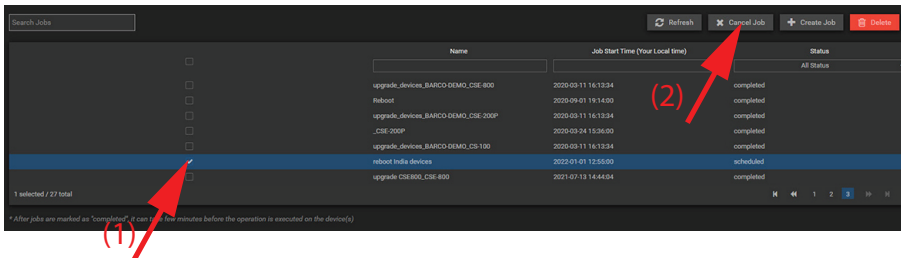 Search Jobs
Refresh Cancel Job Create Job Delete
Name Job Start Time (Your Local time) Status
All Status
upgrade_devices_BARCO-DEMO_CSE-800 2020-03-11 16:13:34 completed
Reboot 2020-09-01 19:14:00 completed
(2)
upgrade_devices_BARCO-DEMO_CSE-200P 2020-03-11 16:13:34 completed
_CSE-200P 2020-03-24 15:36:00 completed
upgrade_devices_BARCO-DEMO_CS-100 2020-03-11 16:13:34 completed
reboot India devices 2022-01-01 12:55:00 scheduled
upgrade CSE800_CSE-800 2021-07-13 14:44:04 completed
1 selected / 27 total 1 2 3
* After jobs are marked as "completed", it can take few minutes before the operation is executed on the device(s)
(1)